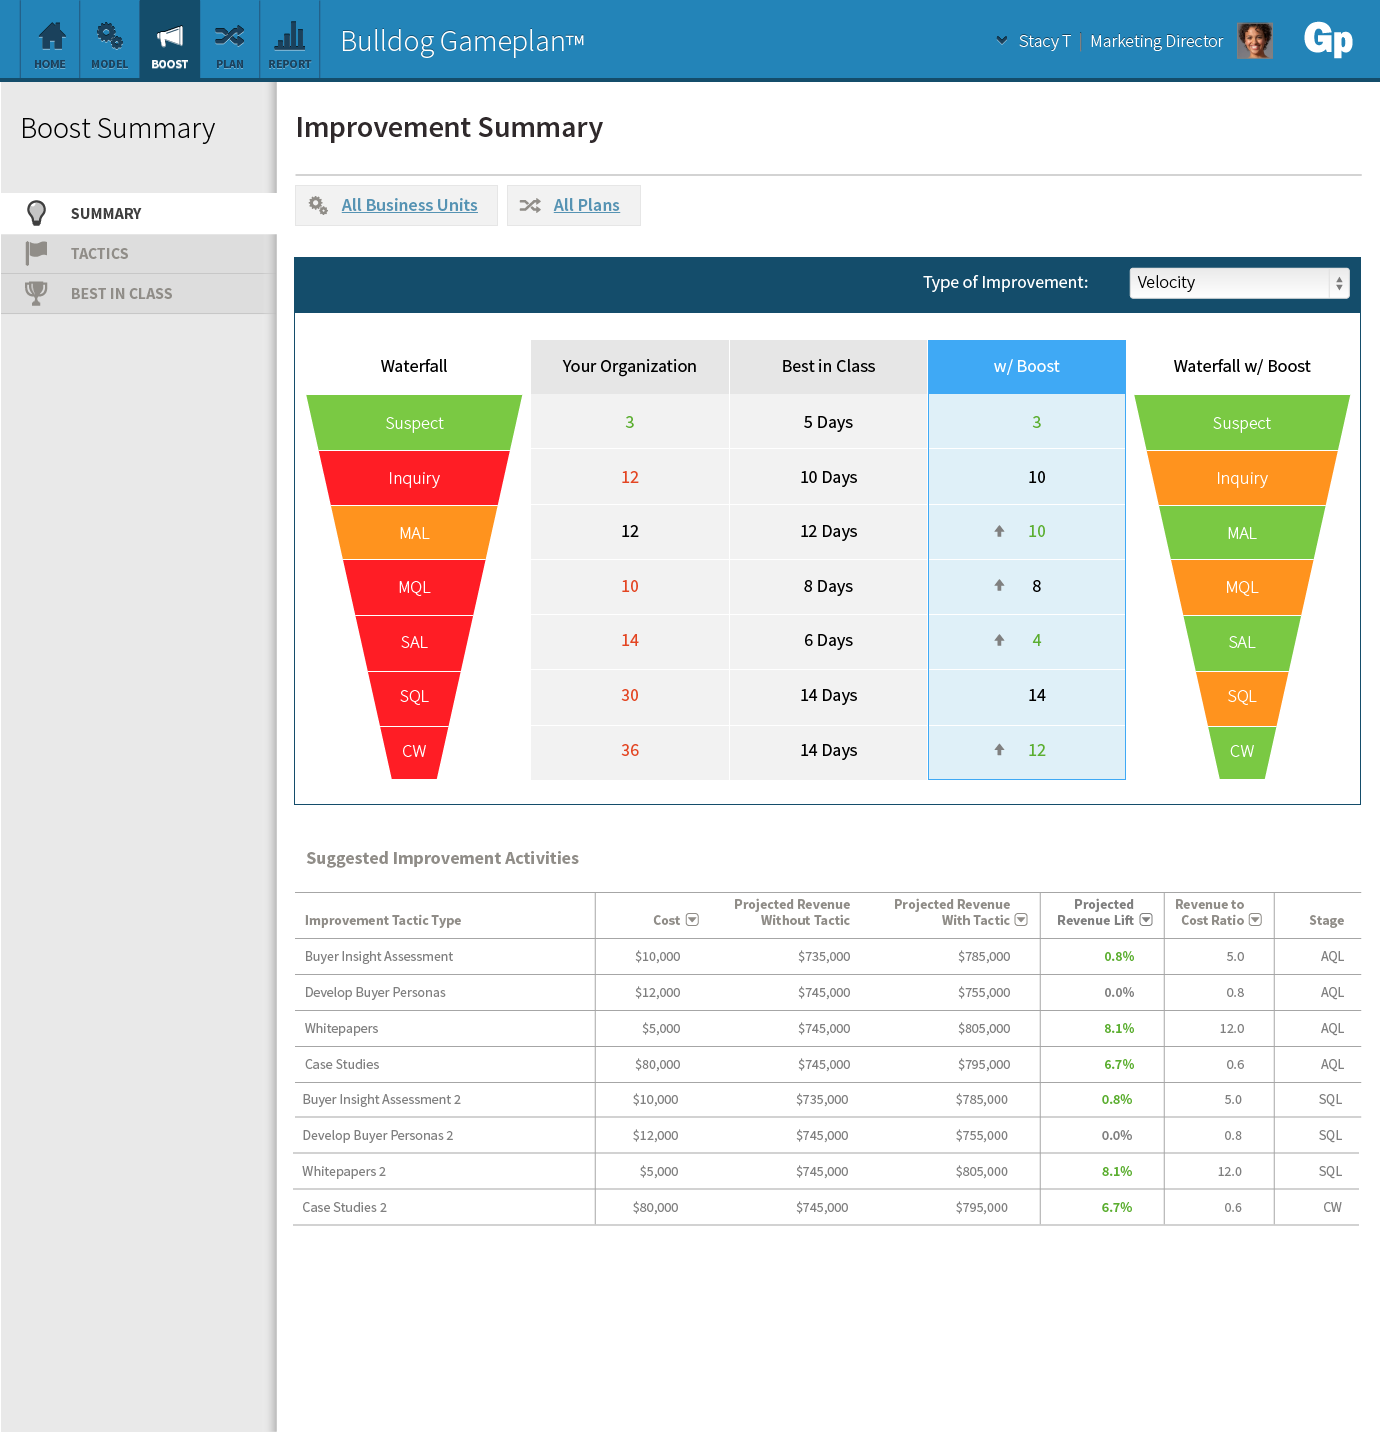 HOME MODEL BOOST PLAN REPORT
Bulldog Gameplan™
Stacy T | Marketing Director
Gp
Boost Summary
SUMMARY
TACTICS
BEST IN CLASS
Improvement Summary
All Business Units All Plans
Type of Improvement: Velocity
Waterfall Your Organization Best in Class w/ Boost Waterfall w/ Boost
Suspect 3 5 Days 3 Suspect
Inquiry 12 10 Days 10 Inquiry
MAL 12 12 Days 10 MAL
MQL 10 8 Days 8 MQL
SAL 14 6 Days 4 SAL
SQL 30 14 Days 14 SQL
CW 36 14 Days 12 CW
Suggested Improvement Activities
Projected Revenue Projected Revenue Projected Revenue to
Improvement Tactic Type Cost Without Tactic With Tactic Revenue Lift Cost Ratio Stage
Buyer Insight Assessment $10,000 $735,000 $785,000 0.8% 5.0 AQL
Develop Buyer Personas $12,000 $745,000 $755,000 0.0% 0.8 AQL
Whitepapers $5,000 $745,000 $805,000 8.1% 12.0 AQL
Case Studies $80,000 $745,000 $795,000 6.7% 0.6 AQL
Buyer Insight Assessment 2 $10,000 $735,000 $785,000 0.8% 5.0 SQL
Develop Buyer Personas 2 $12,000 $745,000 $755,000 0.0% 0.8 SQL
Whitepapers 2 $5,000 $745,000 $805,000 8.1% 12.0 SQL
Case Studies 2 $80,000 $745,000 $795,000 6.7% 0.6 CW